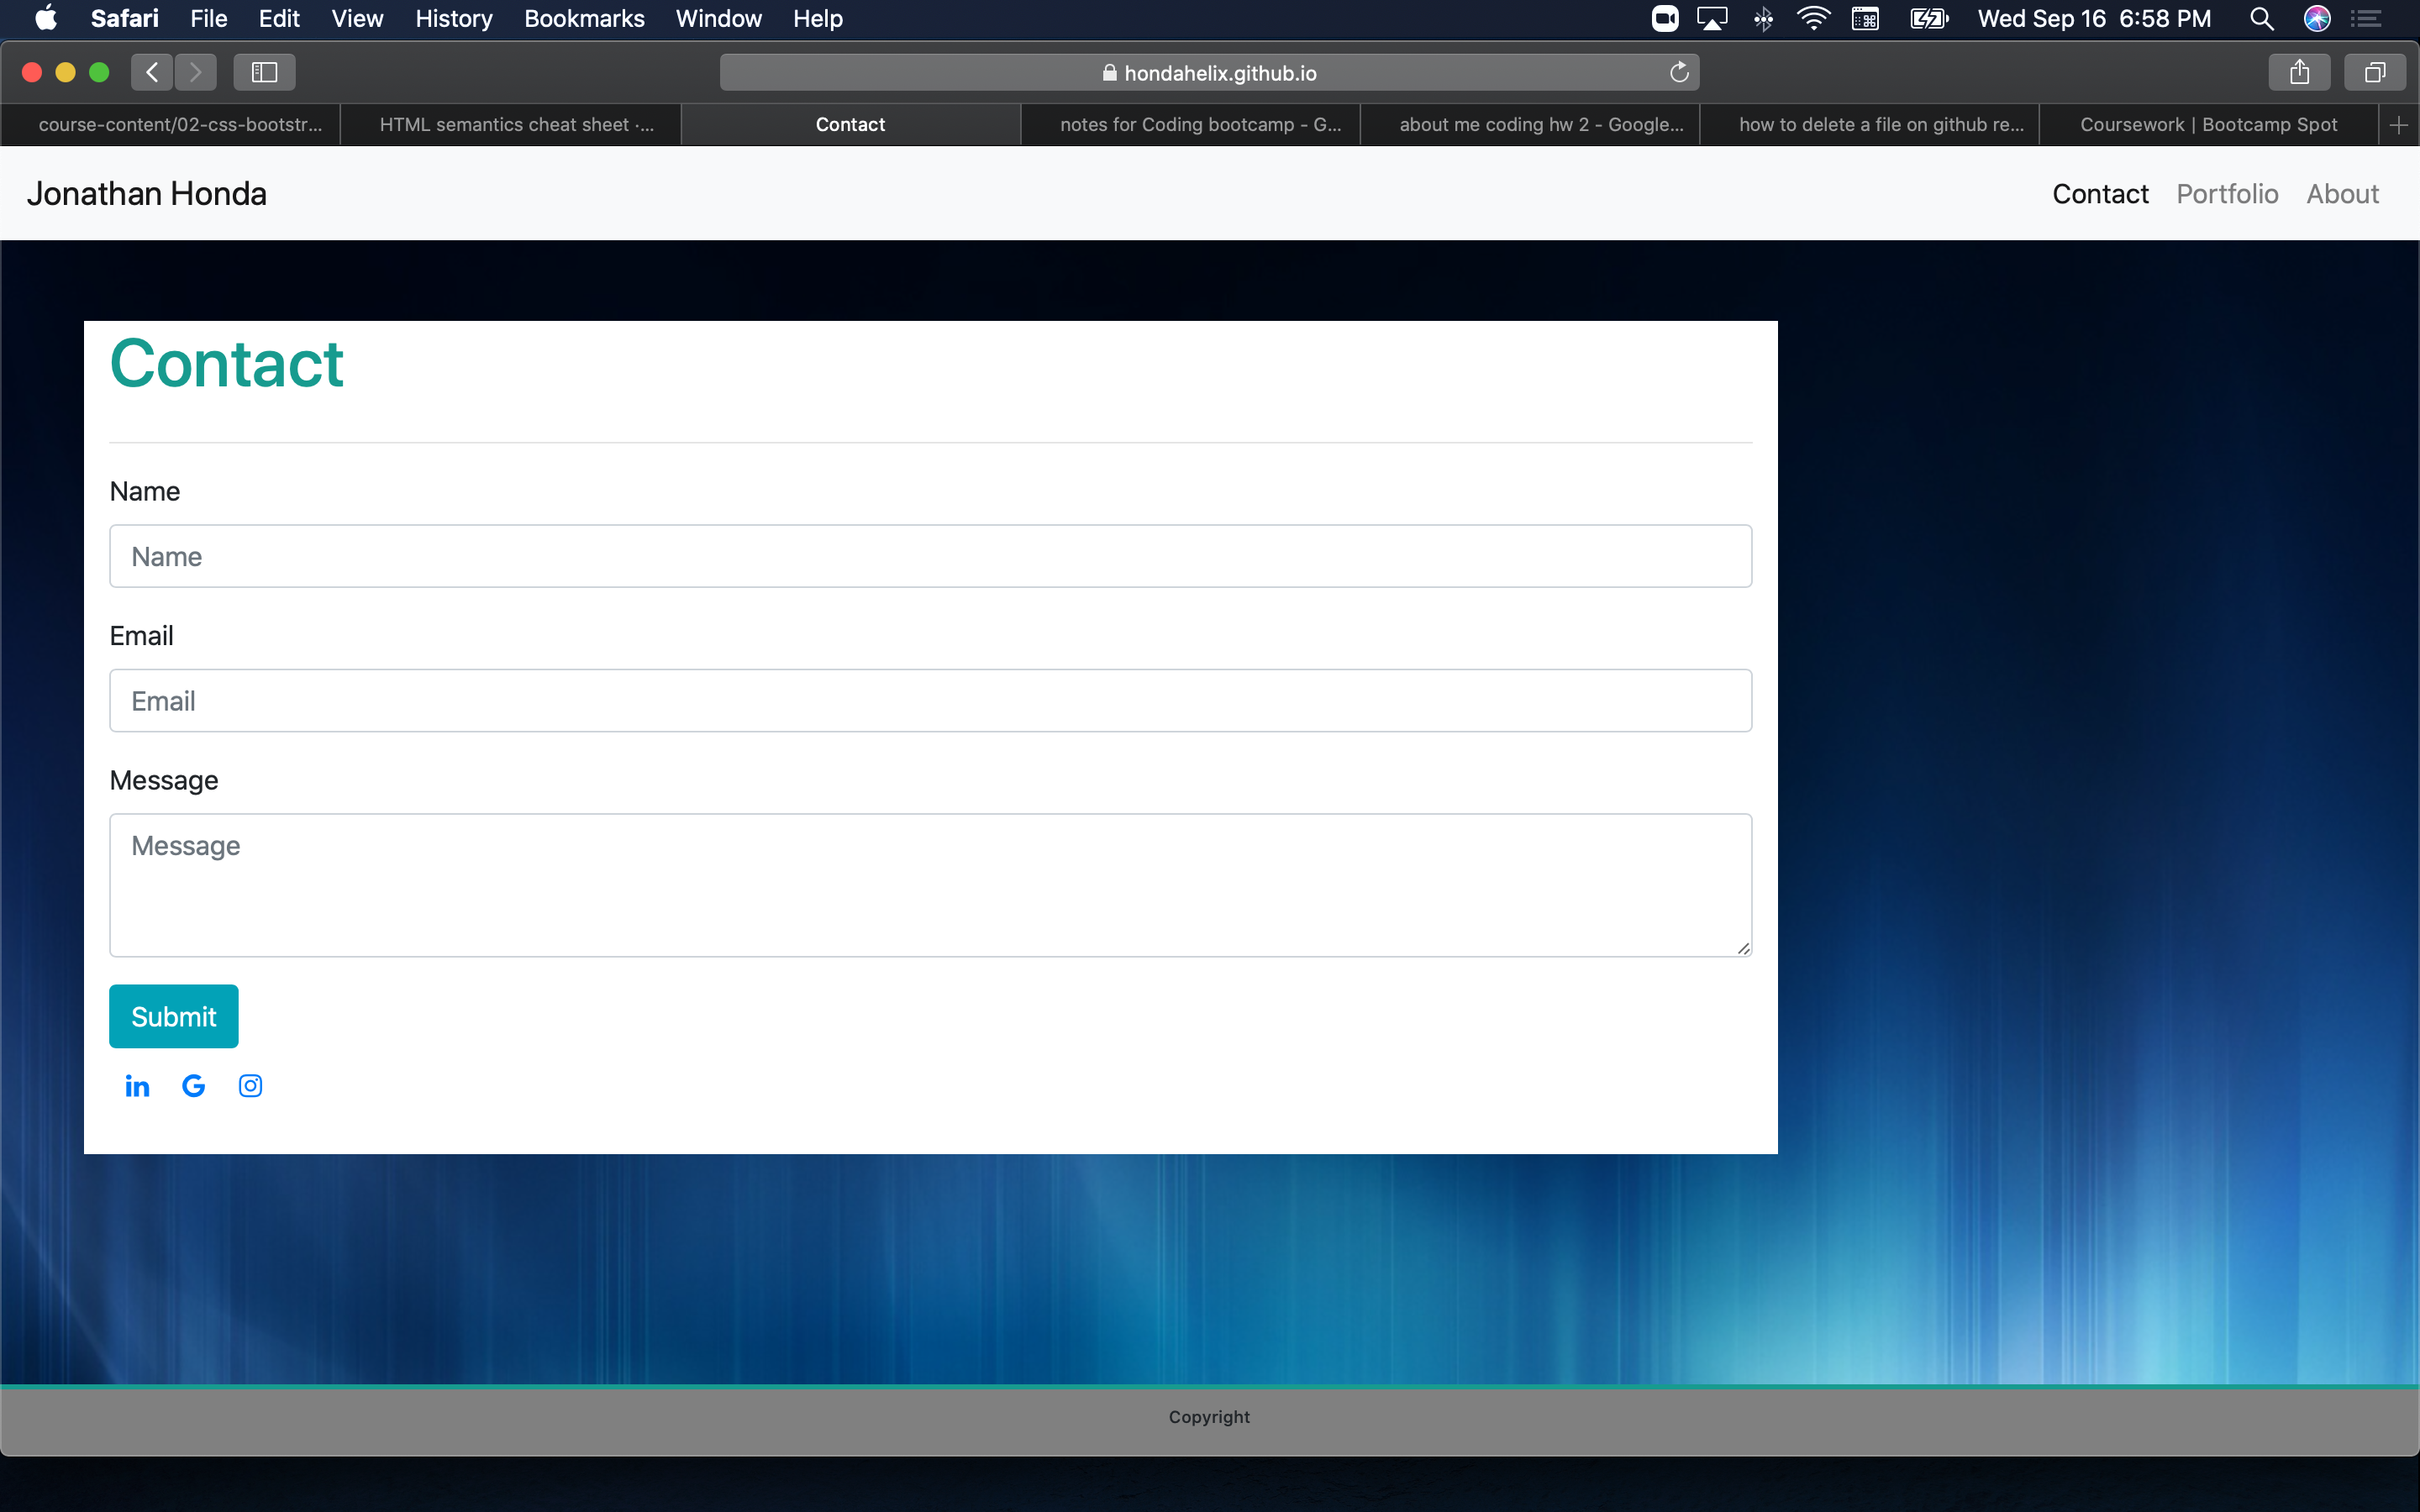 Safari File Edit View History Bookmarks Window Help Wed Sep 16 6:58 PM
hondahelix.github.io
course-content/02-css-bootstr... HTML semantics cheat sheet ·... Contact notes for Coding bootcamp - G... about me coding hw 2 - Google... how to delete a file on github re... Coursework | Bootcamp Spot
Jonathan Honda Contact Portfolio About
Contact
Name
Name
Email
Email
Message
Message
Submit
in G
Copyright